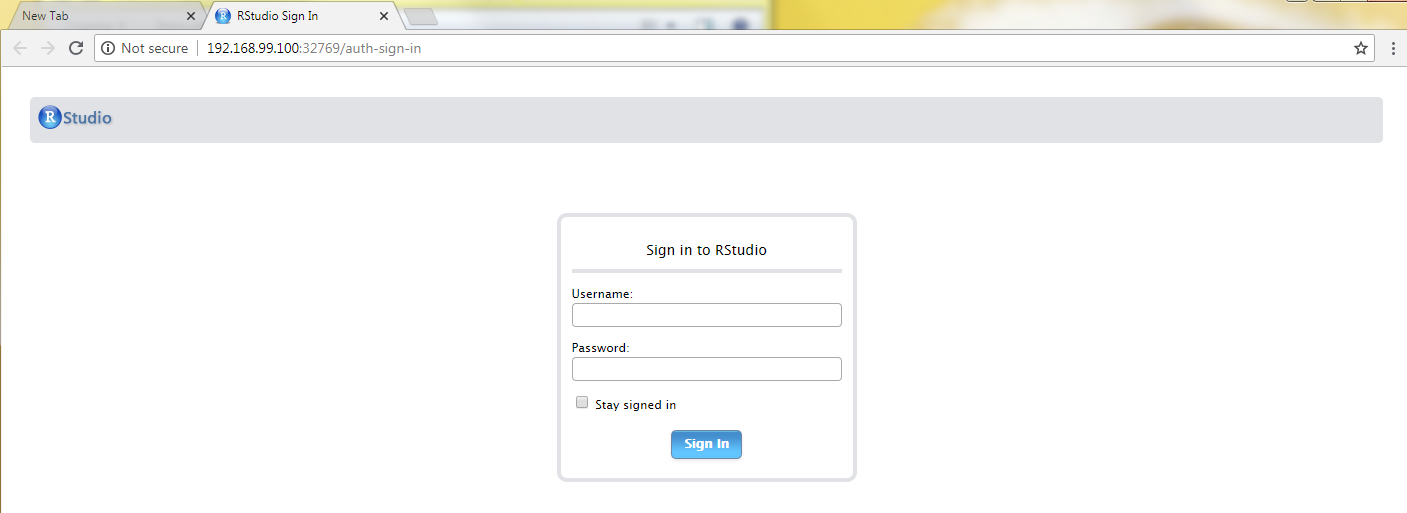 New Tab
RStudio Sign In
Not secure
192.168.99.100:32769/auth-sign-in
R Studio
Sign in to RStudio
Username:
Password:
Stay signed in
Sign In